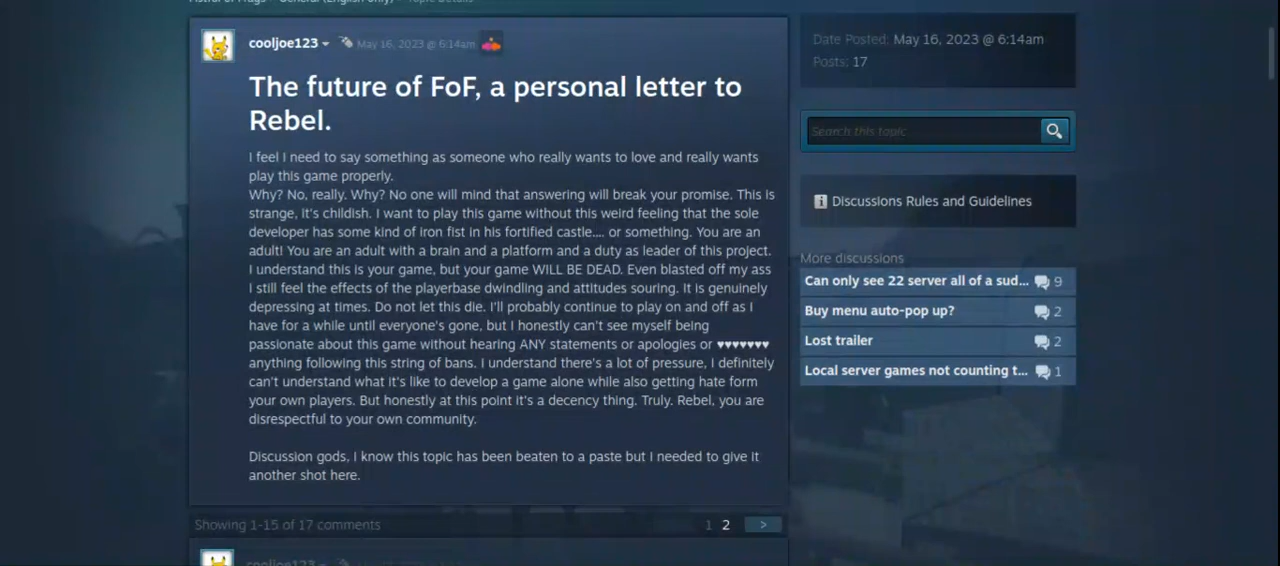 General (English only)
Topic Details
cooljoe123 May 16, 2023 @ 6:14am
The future of FoF, a personal letter to
Rebel.
I feel I need to say something as someone who really wants to love and really wants
play this game properly.
Why? No, really. Why? No one will mind that answering will break your promise. This is
strange, it's childish. I want to play this game without this weird feeling that the sole
developer has some kind of iron fist in his fortified castle.... or something. You are an
adult! You are an adult with a brain and a platform and a duty as leader of this project.
I understand this is your game, but your game WILL BE DEAD. Even blasted off my ass
I still feel the effects of the playerbase dwindling and attitudes souring. It is genuinely
depressing at times. Do not let this die. I'll probably continue to play on and off as I
have for a while until everyone's gone, but I honestly can't see myself being
passionate about this game without hearing ANY statements or apologies or ♥♥♥♥♥♥♥
anything following this string of bans. I understand there's a lot of pressure, I definitely
can't understand what it's like to develop a game alone while also getting hate form
your own players. But honestly at this point it's a decency thing. Truly. Rebel, you are
disrespectful to your own community.
Discussion gods, I know this topic has been beaten to a paste but I needed to give it
another shot here.
Showing 1-15 of 17 comments
1 2 >
cooljoe123
Date Posted: May 16, 2023 @ 6:14am
Posts: 17
Search this topic
Discussions Rules and Guidelines
More discussions
Can only see 22 server all of a sud... 9
Buy menu auto-pop up? 2
Lost trailer 2
Local server games not counting t... 1